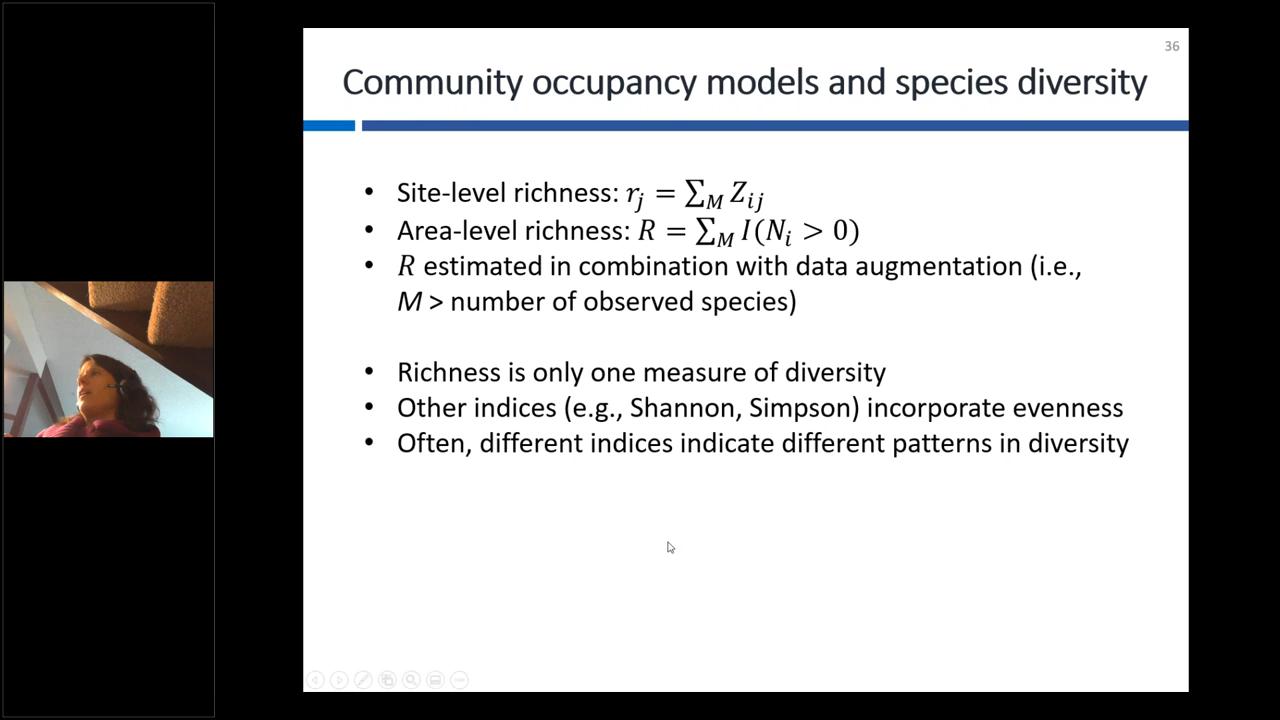 36
Community occupancy models and species diversity
• Site-level richness: r_j = ∑_M Z_{ij}
• Area-level richness: R = ∑_M I(N_i > 0)
• R estimated in combination with data augmentation (i.e.,
M > number of observed species)
• Richness is only one measure of diversity
• Other indices (e.g., Shannon, Simpson) incorporate evenness
• Often, different indices indicate different patterns in diversity